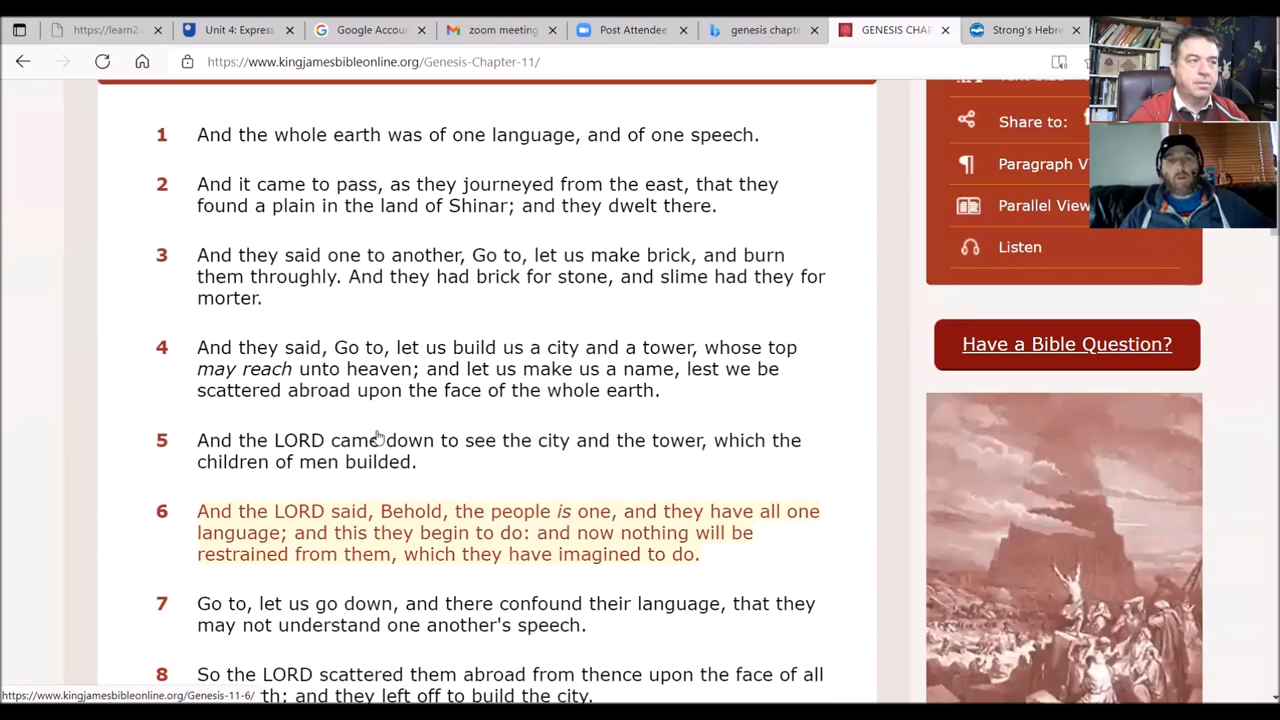 https://learn2
Unit 4: Expres
Google Accou
zoom meeting
Post Attendee
genesis chapte
GENESIS CHAP
Strong's Hebre
https://www.kingjamesbibleonline.org/Genesis-Chapter-11/
1 And the whole earth was of one language, and of one speech.
2 And it came to pass, as they journeyed from the east, that they
found a plain in the land of Shinar; and they dwelt there.
3 And they said one to another, Go to, let us make brick, and burn
them throughly. And they had brick for stone, and slime had they for
morter.
4 And they said, Go to, let us build us a city and a tower, whose top
may reach unto heaven; and let us make us a name, lest we be
scattered abroad upon the face of the whole earth.
5 And the LORD came down to see the city and the tower, which the
children of men builded.
6 And the LORD said, Behold, the people is one, and they have all one
language; and this they begin to do: and now nothing will be
restrained from them, which they have imagined to do.
7 Go to, let us go down, and there confound their language, that they
may not understand one another's speech.
8 So the LORD scattered them abroad from thence upon the face of all
th: and they left off to build the city.
https://www.kingjamesbibleonline.org/Genesis-11-6/
Share to:
Paragraph V
Parallel View
Listen
Have a Bible Question?